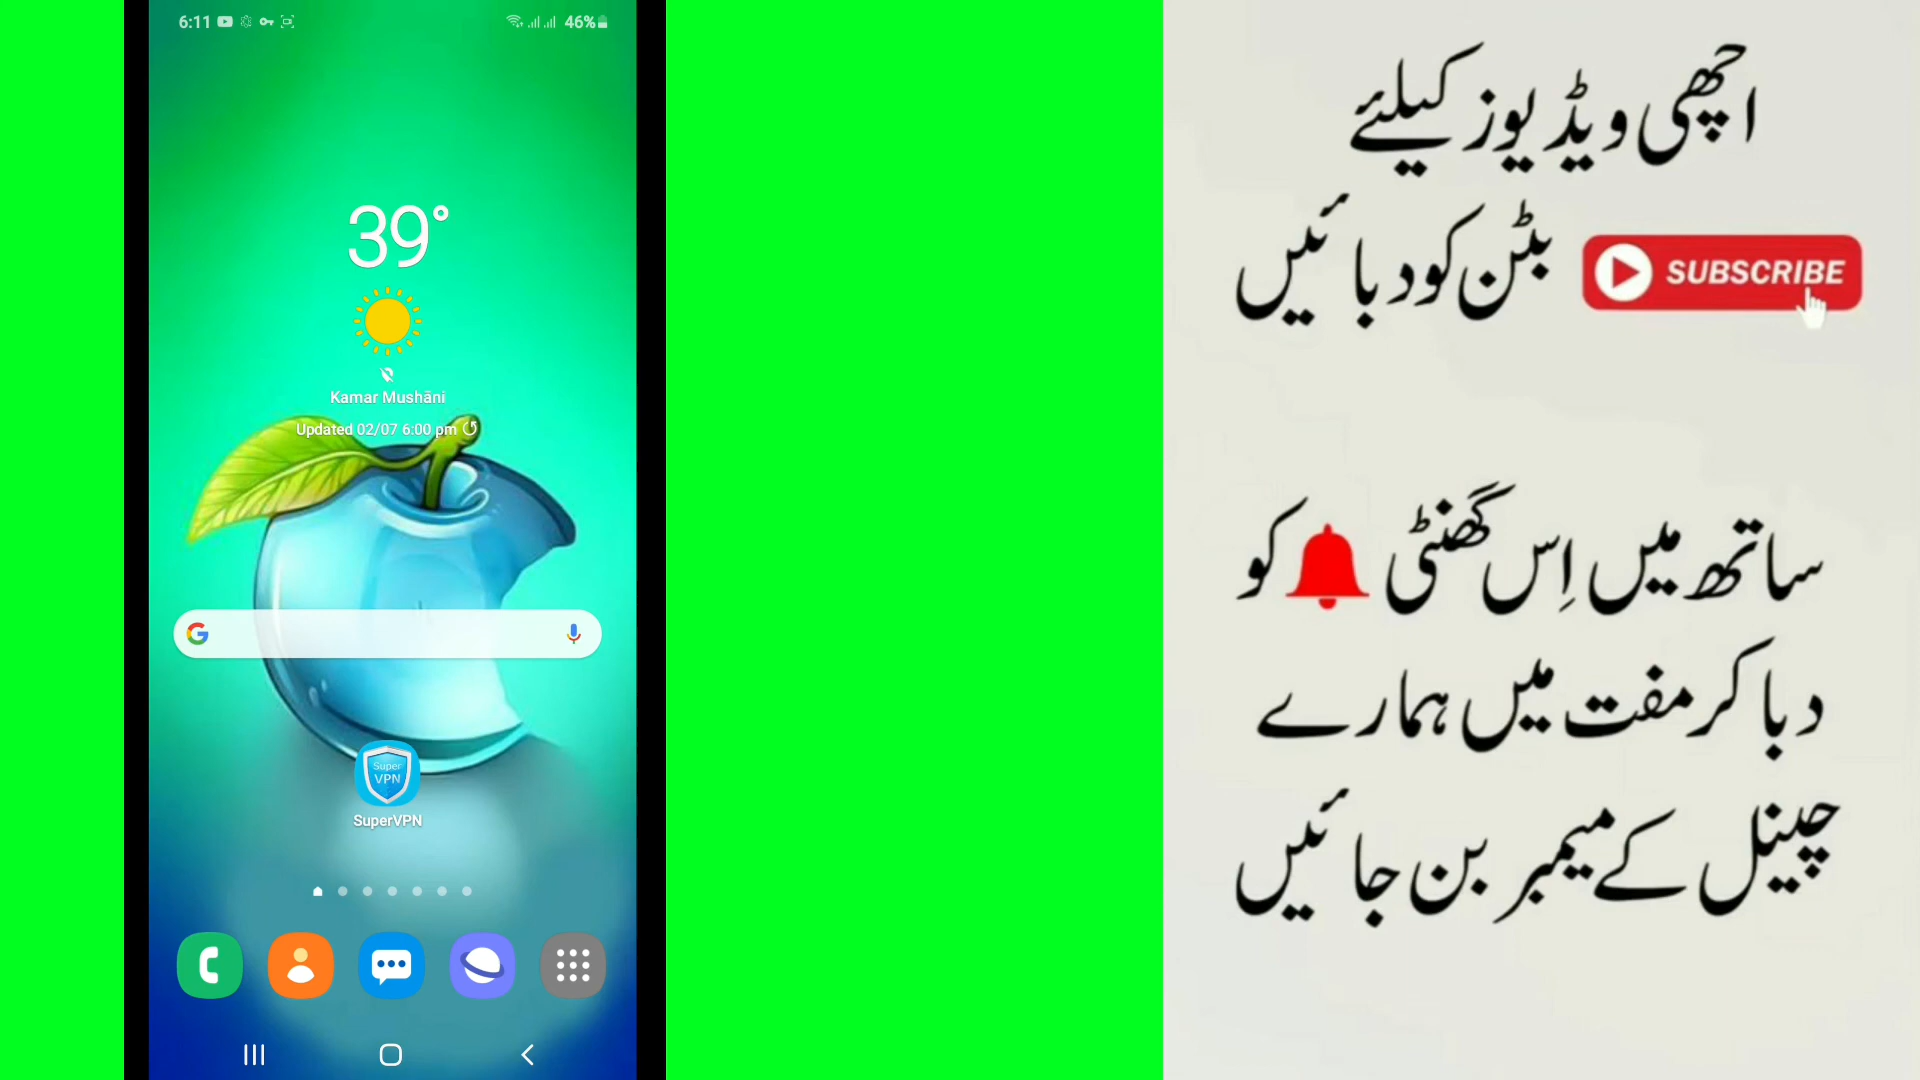 6:11
46%
39°
Kamar Mushāni
Updated 02/07 6:00 pm
Super
VPN
SuperVPN
اچھی ویڈیوز کیلئے
SUBSCRIBE بٹن کو دبائیں
ساتھ میں اِس گھنٹی کو
دبا کر مفت میں ہمارے
چینل کے میمبر بن جائیں